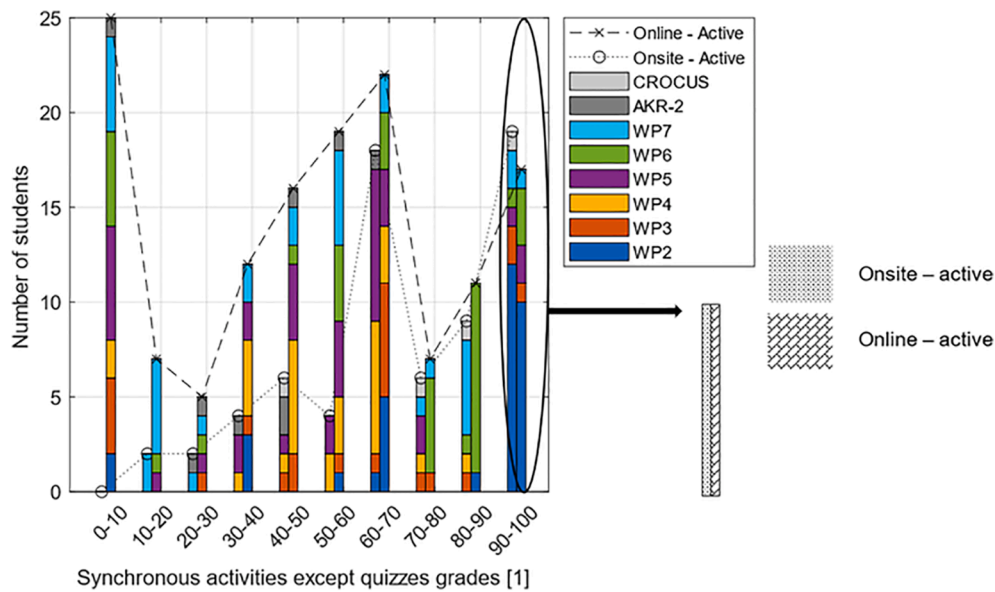 25
20
15
10
5
0
Number of students
0-10
10-20
20-30
30-40
40-50
50-60
60-70
70-80
80-90
90-100
Synchronous activities except quizzes grades [1]
Online - Active
Onsite - Active
CROCUS
AKR-2
WP7
WP6
WP5
WP4
WP3
WP2
Onsite – active
Online – active